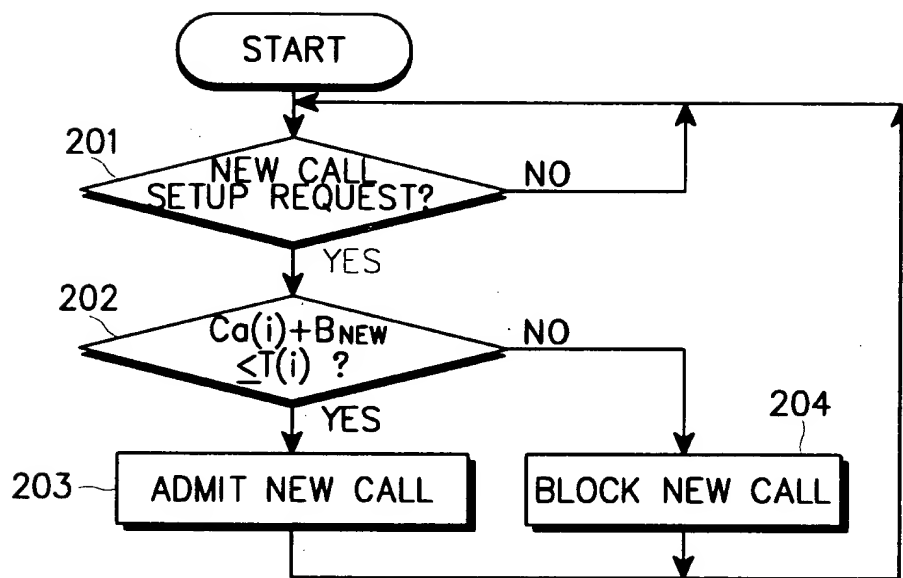 START
201
NEW CALL
SETUP REQUEST?
NO
YES
202
Ca(i)+BNEW
≤T(i) ?
NO
YES
204
203
ADMIT NEW CALL
BLOCK NEW CALL